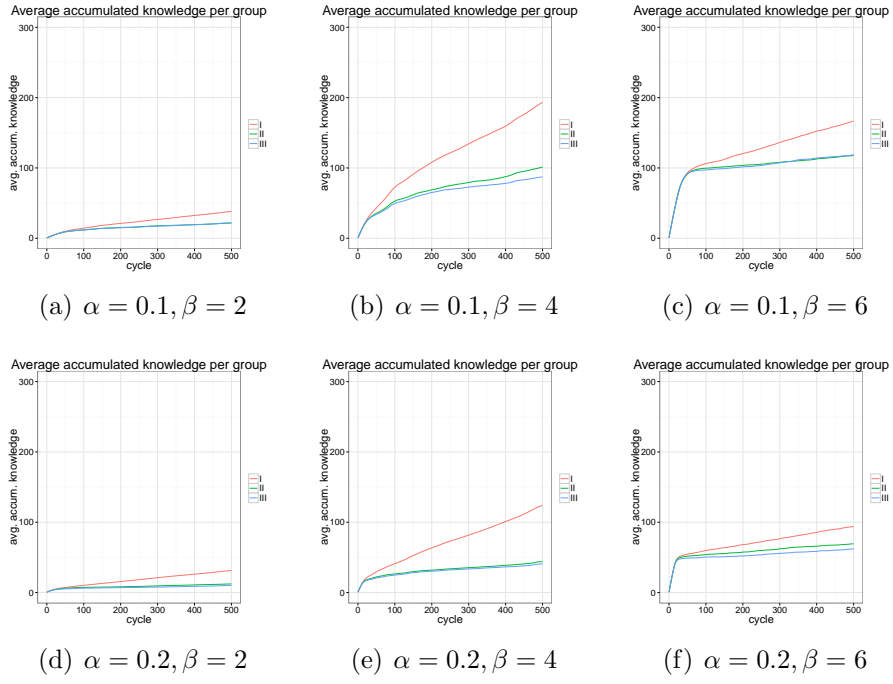 Average accumulated knowledge per group
300
200
100
0
avg. accum. knowledge
0 100 200 300 400 500
cycle
I
II
III
(a) α = 0.1, β = 2
Average accumulated knowledge per group
300
200
100
0
avg. accum. knowledge
0 100 200 300 400 500
cycle
I
II
III
(b) α = 0.1, β = 4
Average accumulated knowledge per group
300
200
100
0
avg. accum. knowledge
0 100 200 300 400 500
cycle
I
II
III
(c) α = 0.1, β = 6
Average accumulated knowledge per group
300
200
100
0
avg. accum. knowledge
0 100 200 300 400 500
cycle
I
II
III
(d) α = 0.2, β = 2
Average accumulated knowledge per group
300
200
100
0
avg. accum. knowledge
0 100 200 300 400 500
cycle
I
II
III
(e) α = 0.2, β = 4
Average accumulated knowledge per group
300
200
100
0
avg. accum. knowledge
0 100 200 300 400 500
cycle
I
II
III
(f) α = 0.2, β = 6